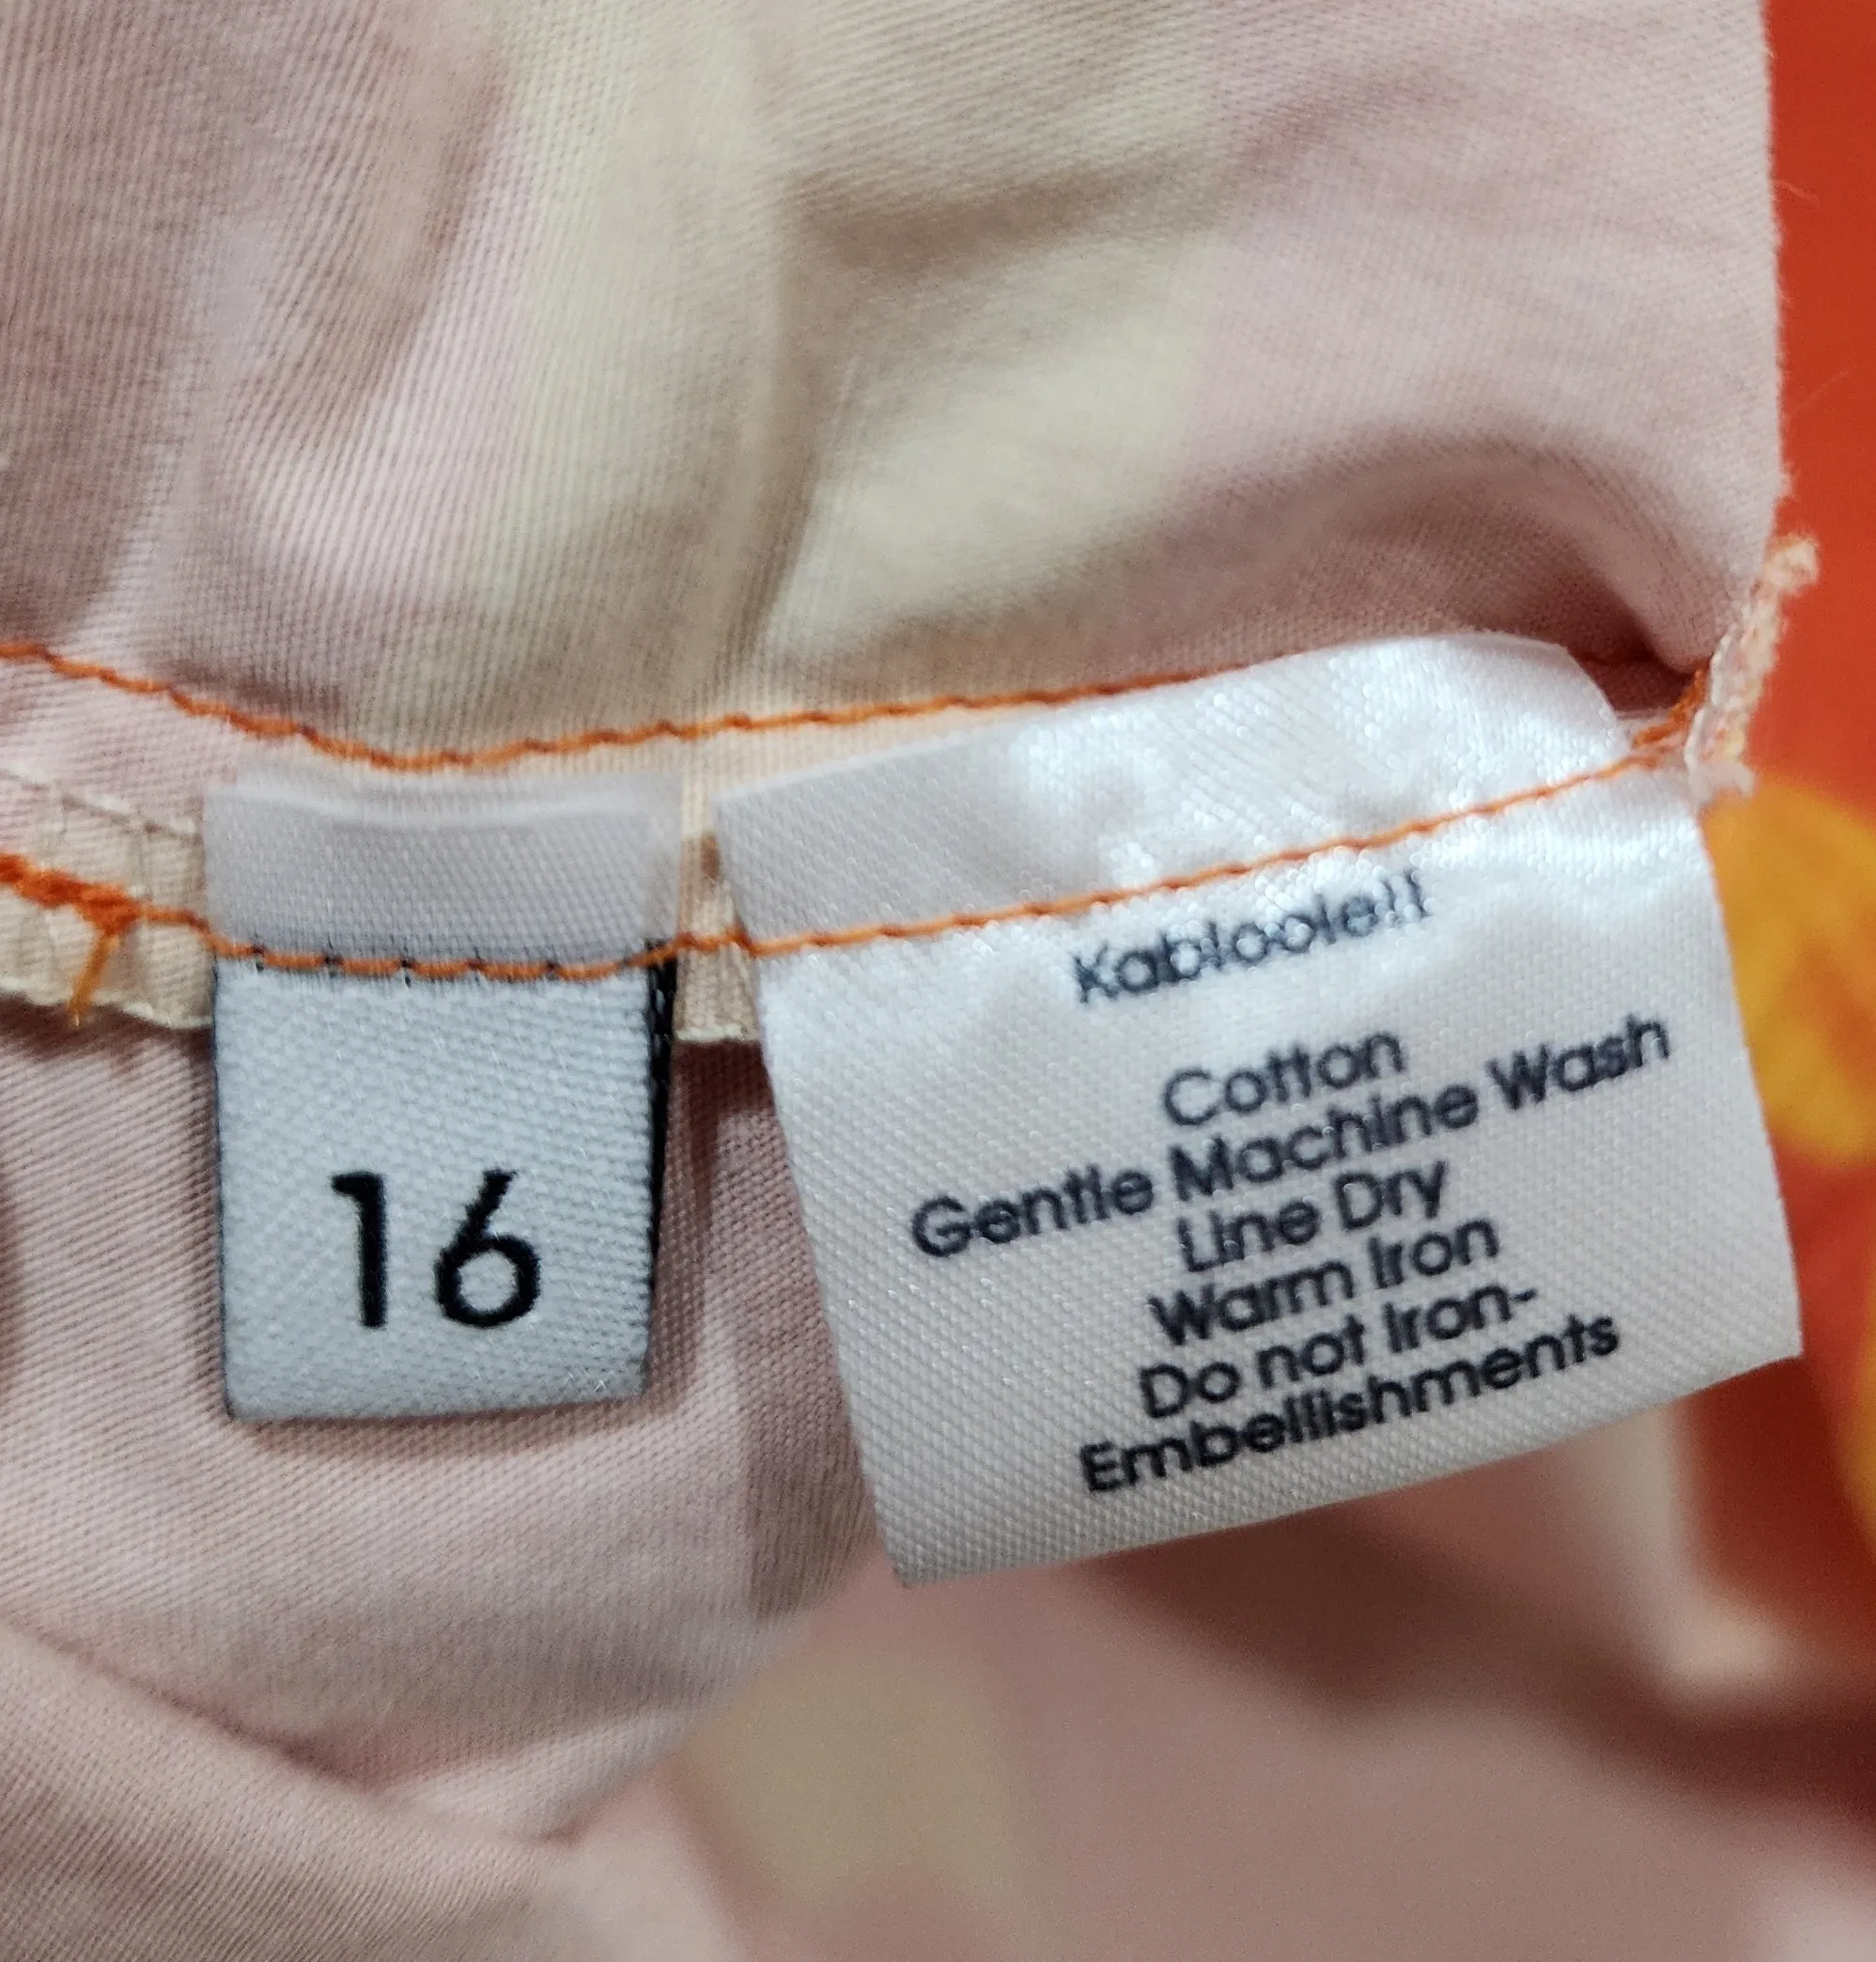 16
Kablooie!!
Cotton
Gentle Machine Wash
Line Dry
Warm Iron
Do not Iron-
Embellishments